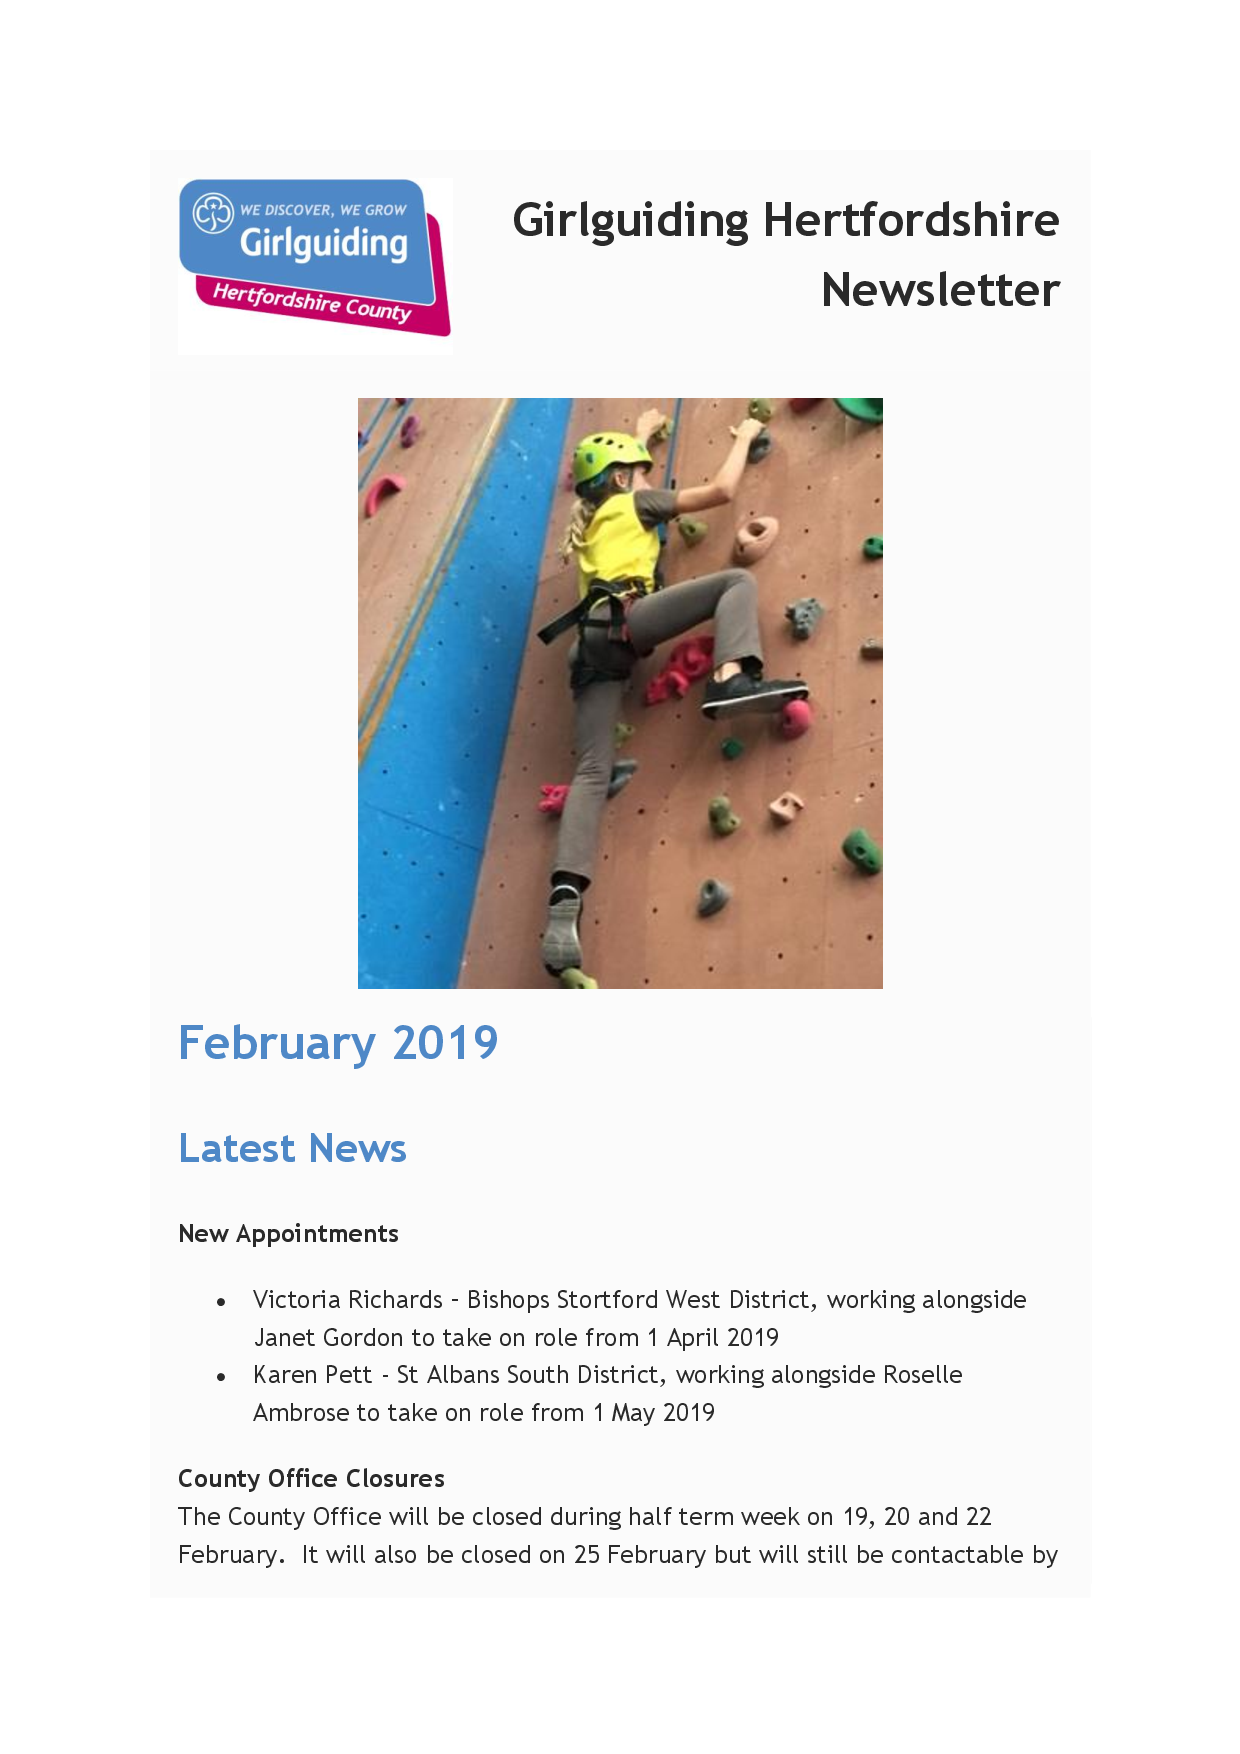 WE DISCOVER, WE GROW
Girlguiding
Hertfordshire County
Girlguiding Hertfordshire
Newsletter
February 2019
Latest News
New Appointments
• Victoria Richards – Bishops Stortford West District, working alongside
Janet Gordon to take on role from 1 April 2019
• Karen Pett - St Albans South District, working alongside Roselle
Ambrose to take on role from 1 May 2019
County Office Closures
The County Office will be closed during half term week on 19, 20 and 22
February.  It will also be closed on 25 February but will still be contactable by